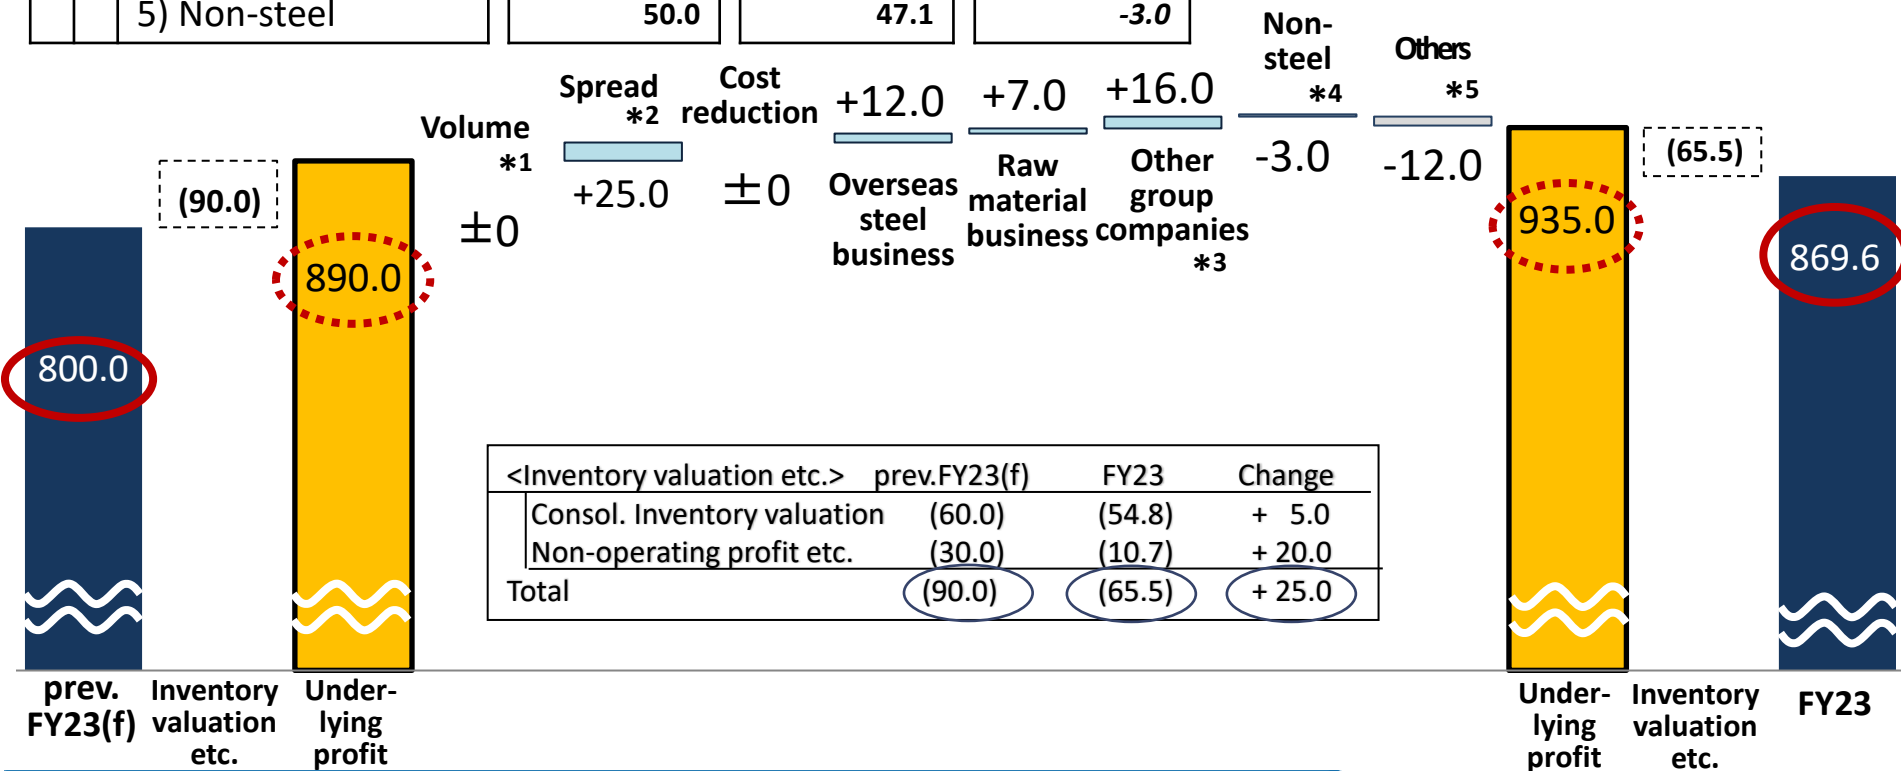 5) Non-steel 50.0 47.1 -3.0
Volume
*1
±0
Spread
*2
+25.0
Cost
reduction
±0
+12.0
Overseas
steel
business
+7.0
Raw
material
business
+16.0
Other
group
companies
*3
Non-
steel
*4
-3.0
Others
*5
-12.0
(90.0)
890.0
800.0
935.0
(65.5)
869.6
<Inventory valuation etc.> prev.FY23(f) FY23 Change
Consol. Inventory valuation (60.0) (54.8) + 5.0
Non-operating profit etc. (30.0) (10.7) + 20.0
Total (90.0) (65.5) + 25.0
prev.
FY23(f)
Inventory
valuation
etc.
Under-
lying
profit
Under-
lying
profit
Inventory
valuation
etc.
FY23